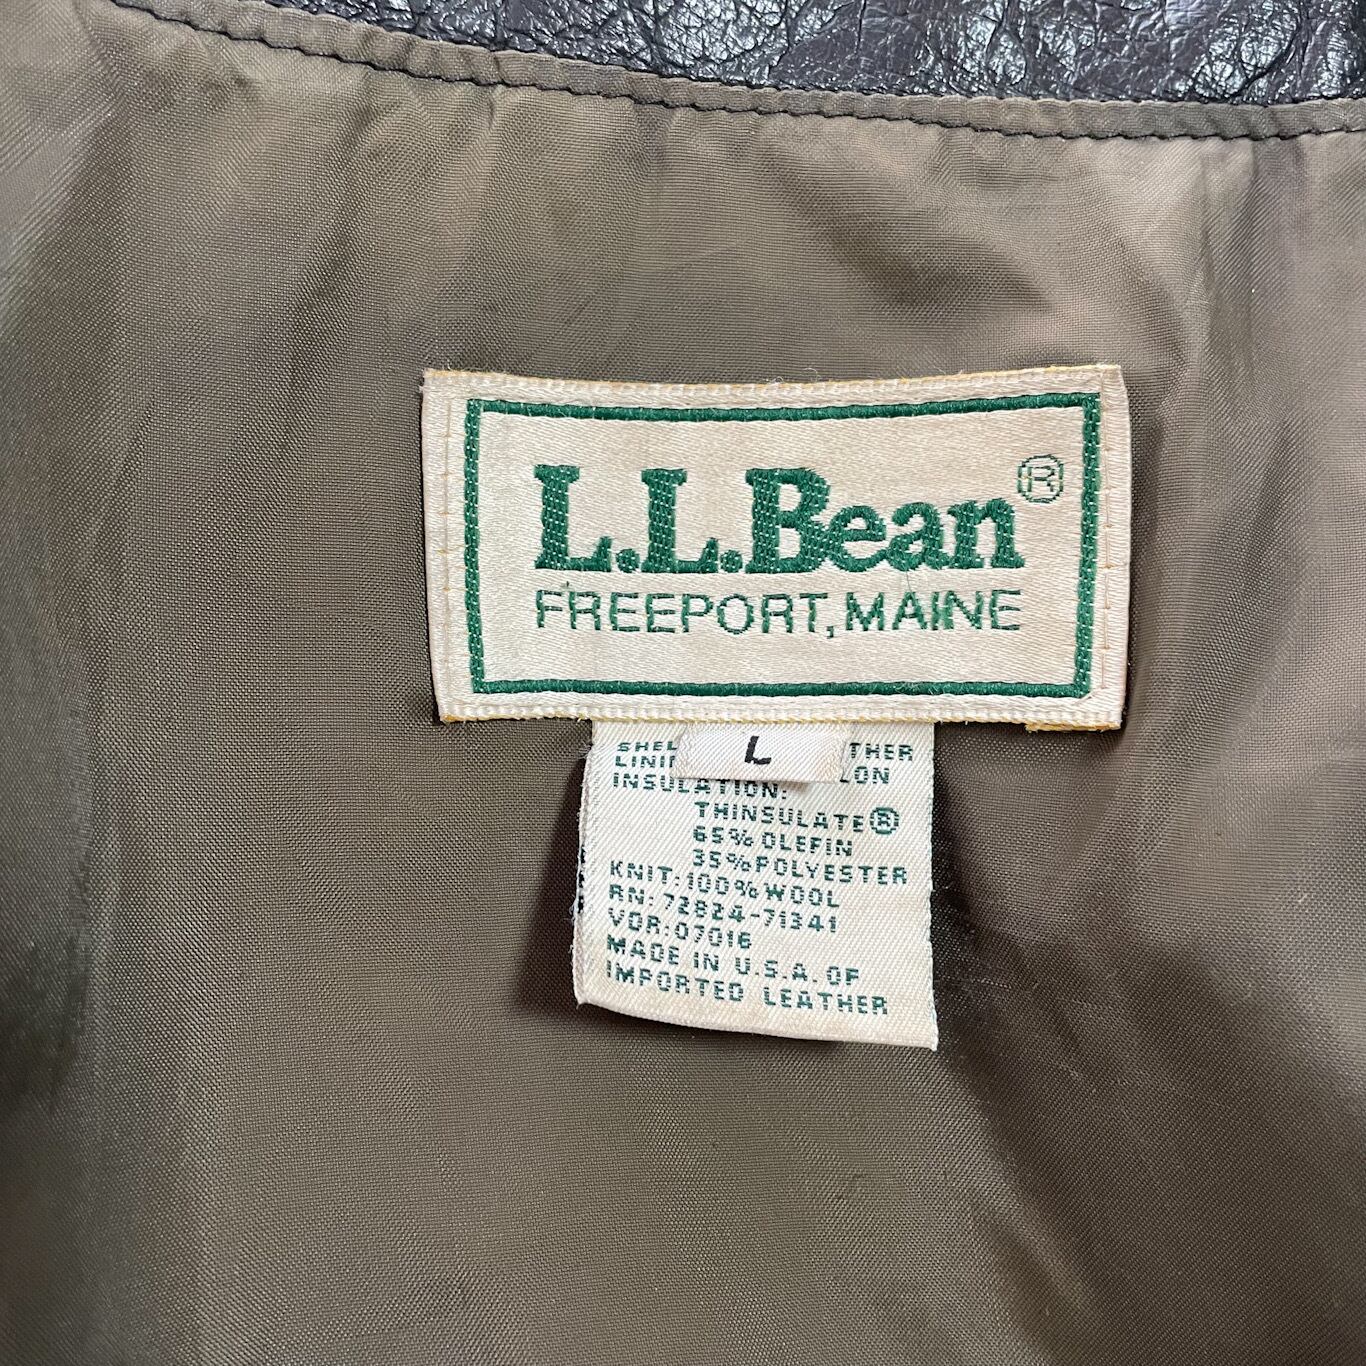 L.L.Bean®
FREEPORT, MAINE
L
INSULATION:
THINSULATE®
65% OLEFIN
35% POLYESTER
KNIT: 100% WOOL
RN: 72824-71341
VDR: 07016
MADE IN U.S.A. OF
IMPORTED LEATHER